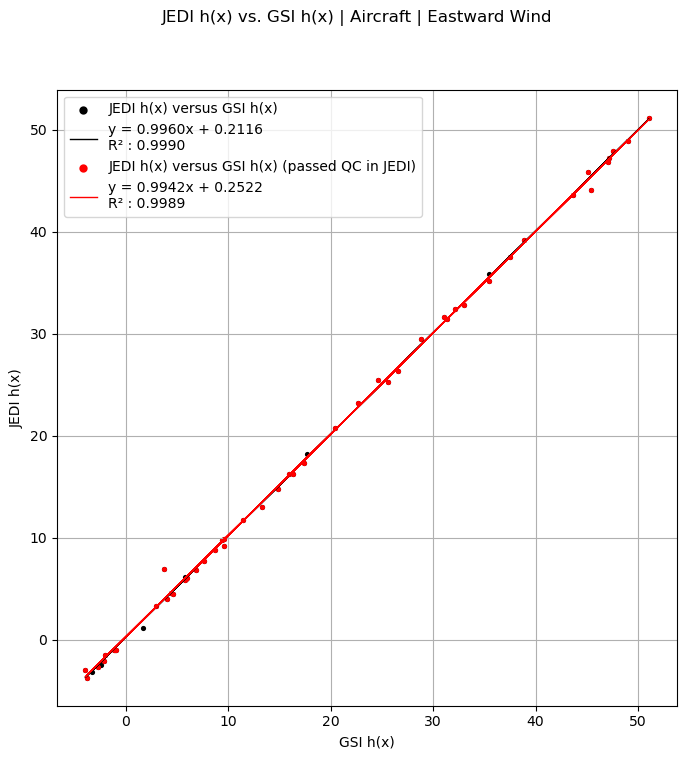 JEDI h(x) vs. GSI h(x) | Aircraft | Eastward Wind
JEDI h(x) versus GSI h(x)
y = 0.9960x + 0.2116
R² : 0.9990
JEDI h(x) versus GSI h(x) (passed QC in JEDI)
y = 0.9942x + 0.2522
R² : 0.9989
50
40
30
20
10
0
JEDI h(x)
0
10
20
30
40
50
GSI h(x)